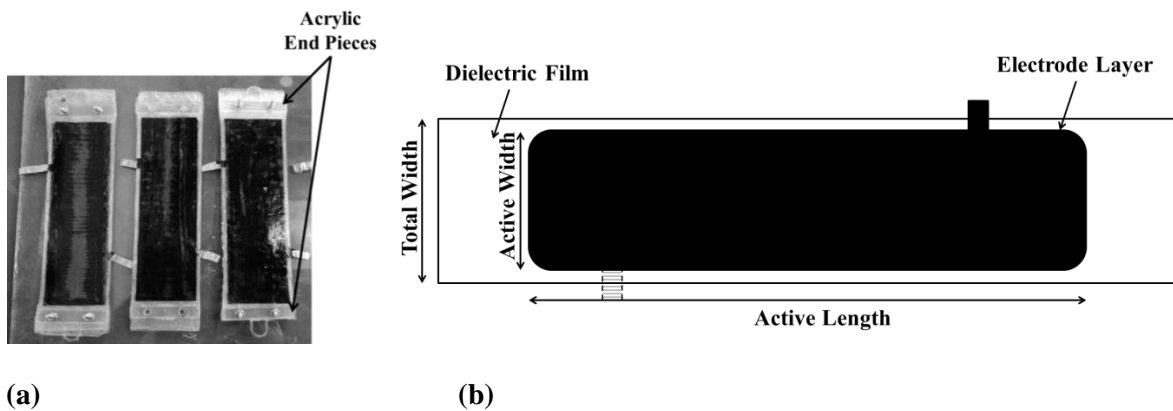 Acrylic
End Pieces
Dielectric Film
Electrode Layer
Total Width
Active Width
Active Length
(a)
(b)